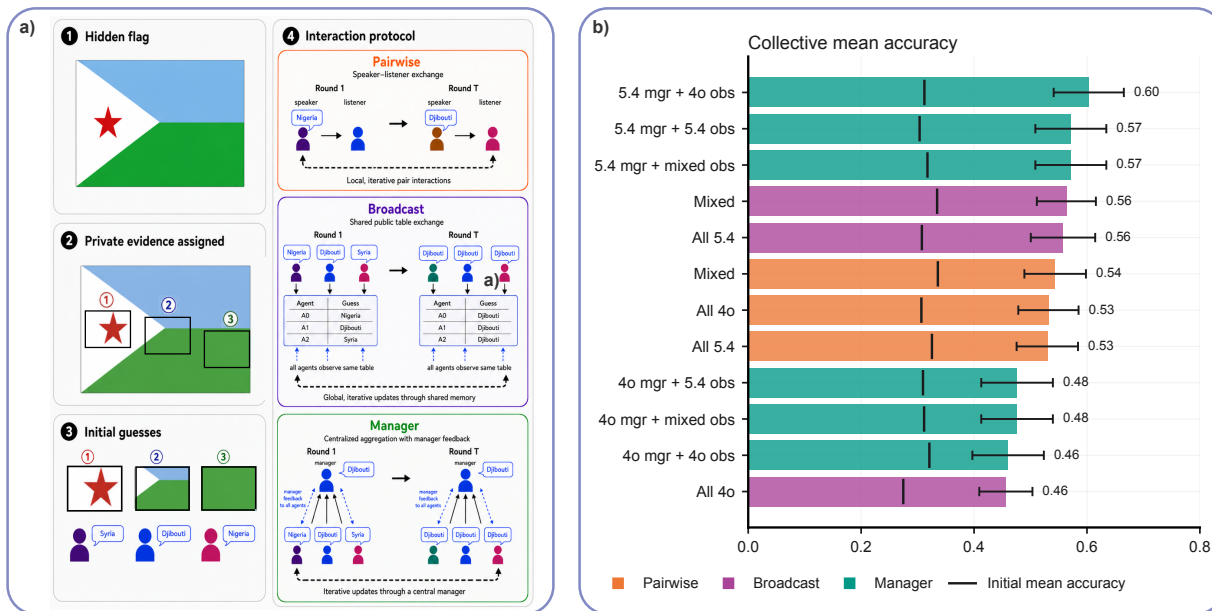 a)
1 Hidden flag
2 Private evidence assigned
1
2
3
3 Initial guesses
1 2 3
Syria Djibouti Nigeria
4 Interaction protocol
Pairwise
Speaker–listener exchange
Round 1 Round T
speaker listener speaker listener
Nigeria Djibouti
Local, iterative pair interactions
Broadcast
Shared public table exchange
Round 1 Round T
Nigeria Djibouti Syria Djibouti Djibouti Djibouti
a)
Agent Guess Agent Guess
A0 Nigeria A0 Djibouti
A1 Djibouti A1 Djibouti
A2 Syria A2 Djibouti
all agents observe same table all agents observe same table
Global, iterative updates through shared memory
Manager
Centralized aggregation with manager feedback
Round 1 Round T
manager manager
Djibouti Djibouti
manager feedback to all agents manager feedback to all agents
Nigeria Djibouti Syria Djibouti Djibouti Djibouti
Iterative updates through a central manager
b)
Collective mean accuracy
5.4 mgr + 4o obs 0.60
5.4 mgr + 5.4 obs 0.57
5.4 mgr + mixed obs 0.57
Mixed 0.56
All 5.4 0.56
Mixed 0.54
All 4o 0.53
All 5.4 0.53
4o mgr + 5.4 obs 0.48
4o mgr + mixed obs 0.48
4o mgr + 4o obs 0.46
All 4o 0.46
0.0 0.2 0.4 0.6 0.8
Pairwise Broadcast Manager Initial mean accuracy